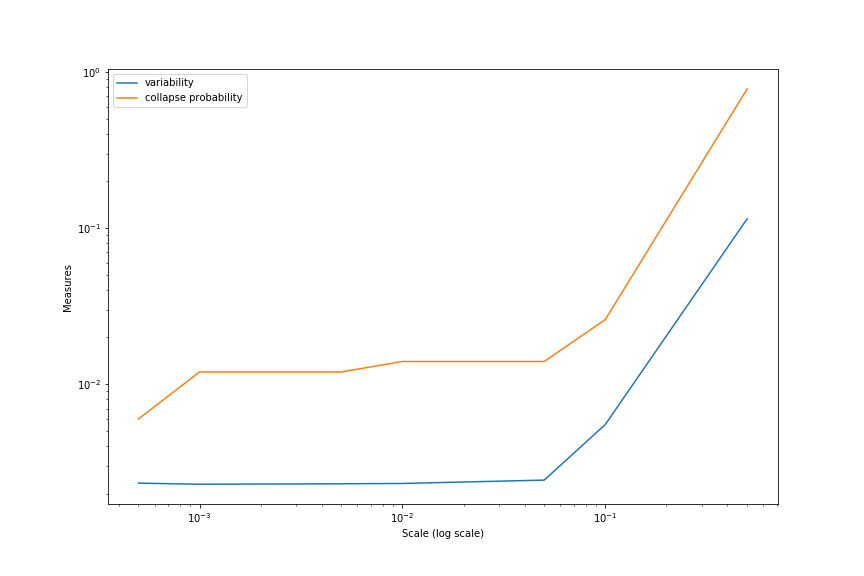 10⁰
variability
collapse probability
10⁻¹
Measures
10⁻²
10⁻³
10⁻²
10⁻¹
Scale (log scale)